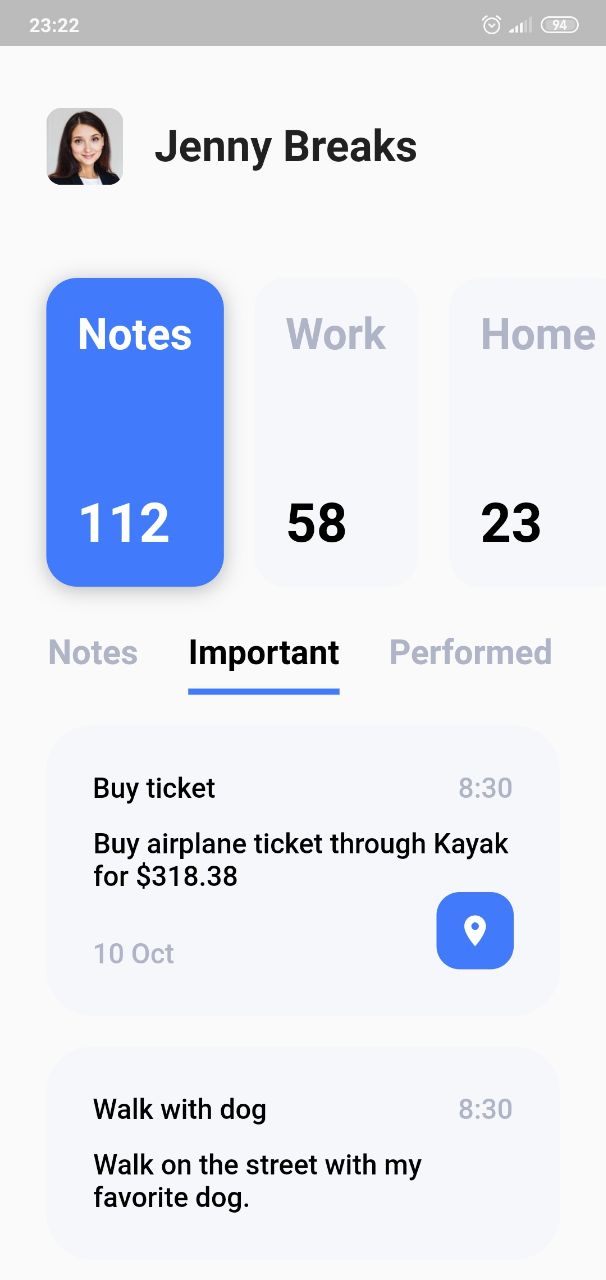 23:22 94
Jenny Breaks
Notes Work Home
112 58 23
Notes Important Performed
Buy ticket 8:30
Buy airplane ticket through Kayak
for $318.38
10 Oct
Walk with dog 8:30
Walk on the street with my
favorite dog.